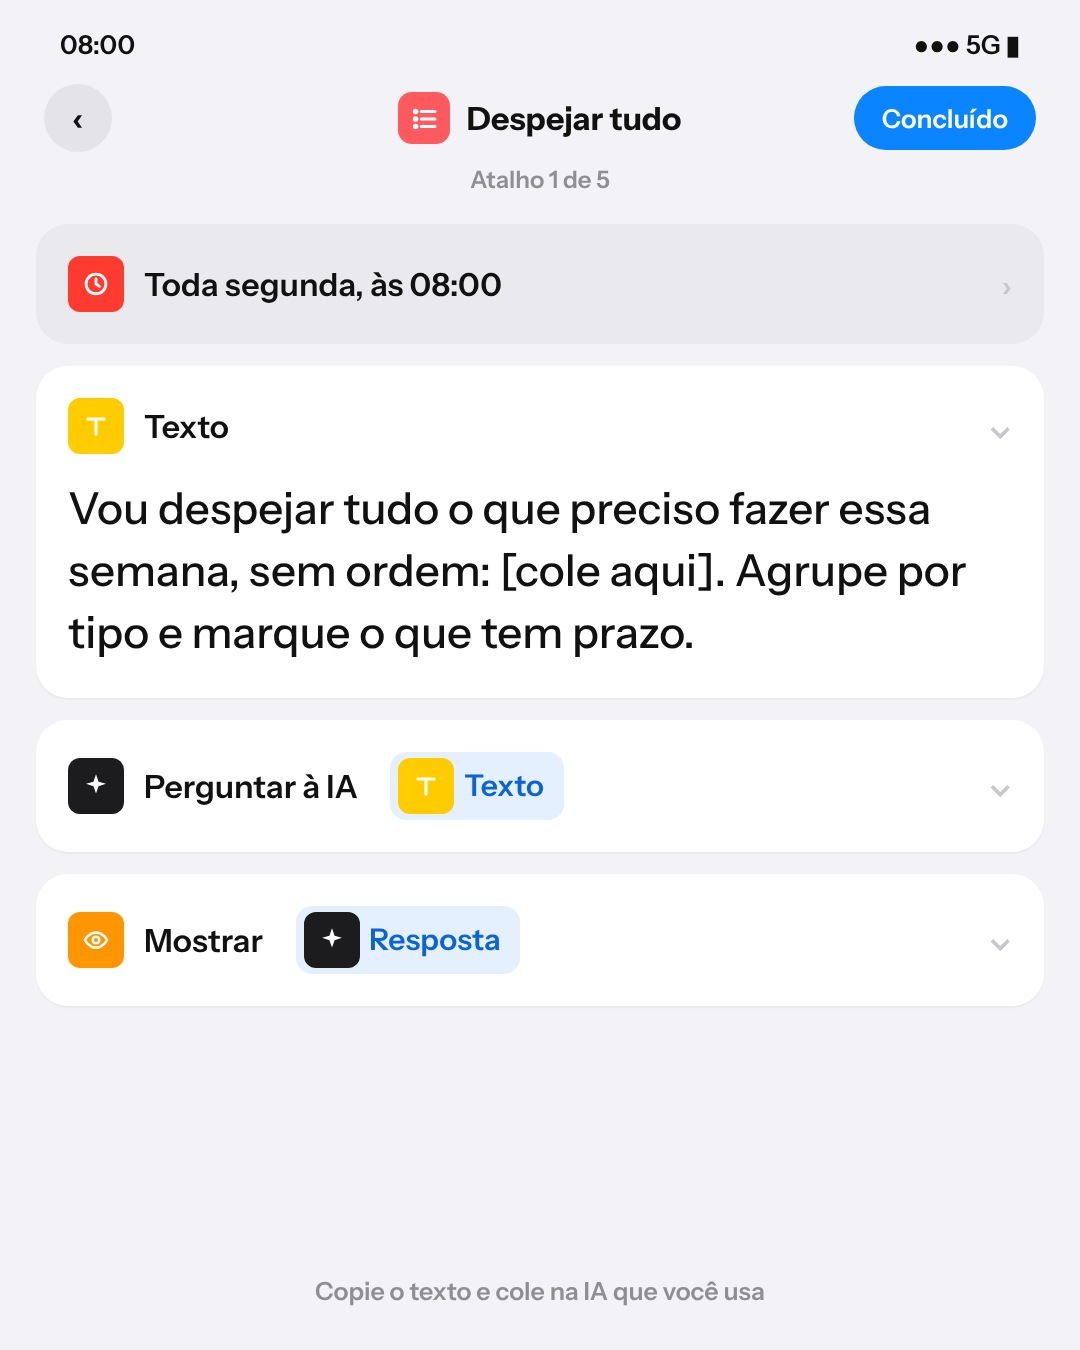 08:00
5G
Despejar tudo
Concluído
Atalho 1 de 5
Toda segunda, às 08:00
Texto
Vou despejar tudo o que preciso fazer essa
semana, sem ordem: [cole aqui]. Agrupe por
tipo e marque o que tem prazo.
Perguntar à IA Texto
Mostrar Resposta
Copie o texto e cole na IA que você usa